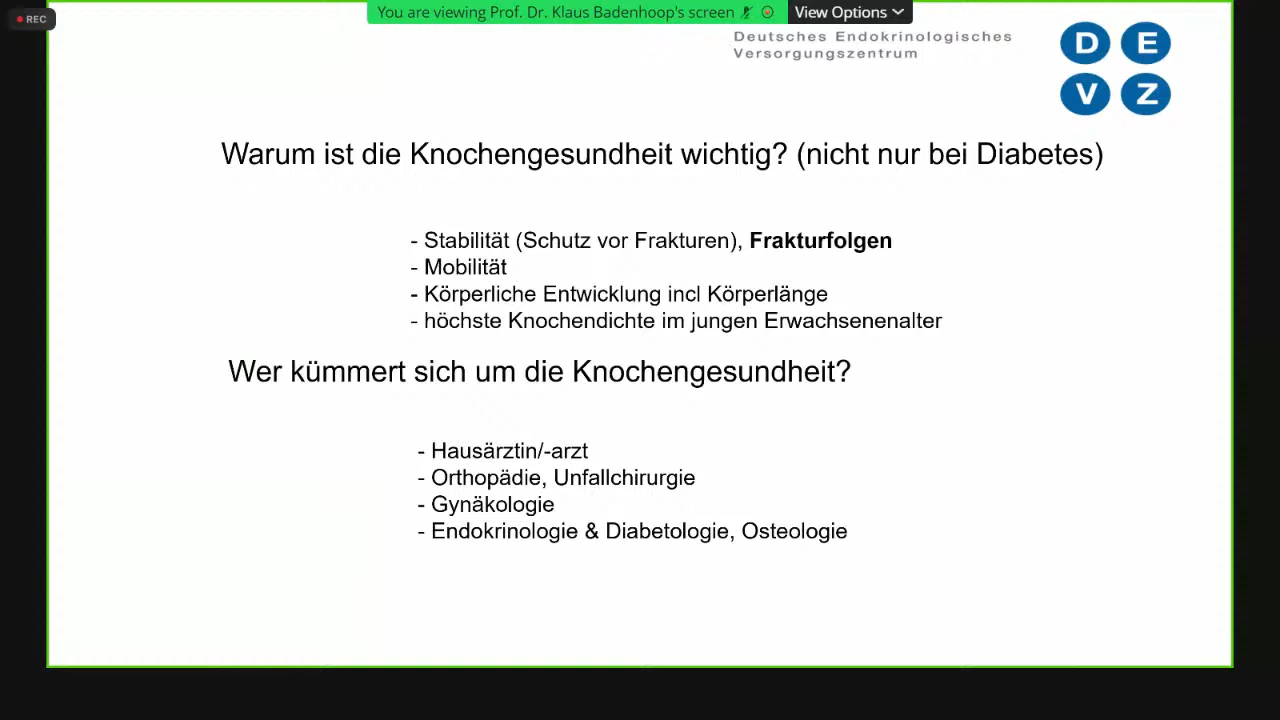 REC
You are viewing Prof. Dr. Klaus Badenhoop's screen
View Options
Deutsches Endokrinologisches
Versorgungszentrum
D E
V Z
Warum ist die Knochengesundheit wichtig? (nicht nur bei Diabetes)
- Stabilität (Schutz vor Frakturen), Frakturfolgen
- Mobilität
- Körperliche Entwicklung incl Körperlänge
- höchste Knochendichte im jungen Erwachsenenalter
Wer kümmert sich um die Knochengesundheit?
- Hausärztin/-arzt
- Orthopädie, Unfallchirurgie
- Gynäkologie
- Endokrinologie & Diabetologie, Osteologie